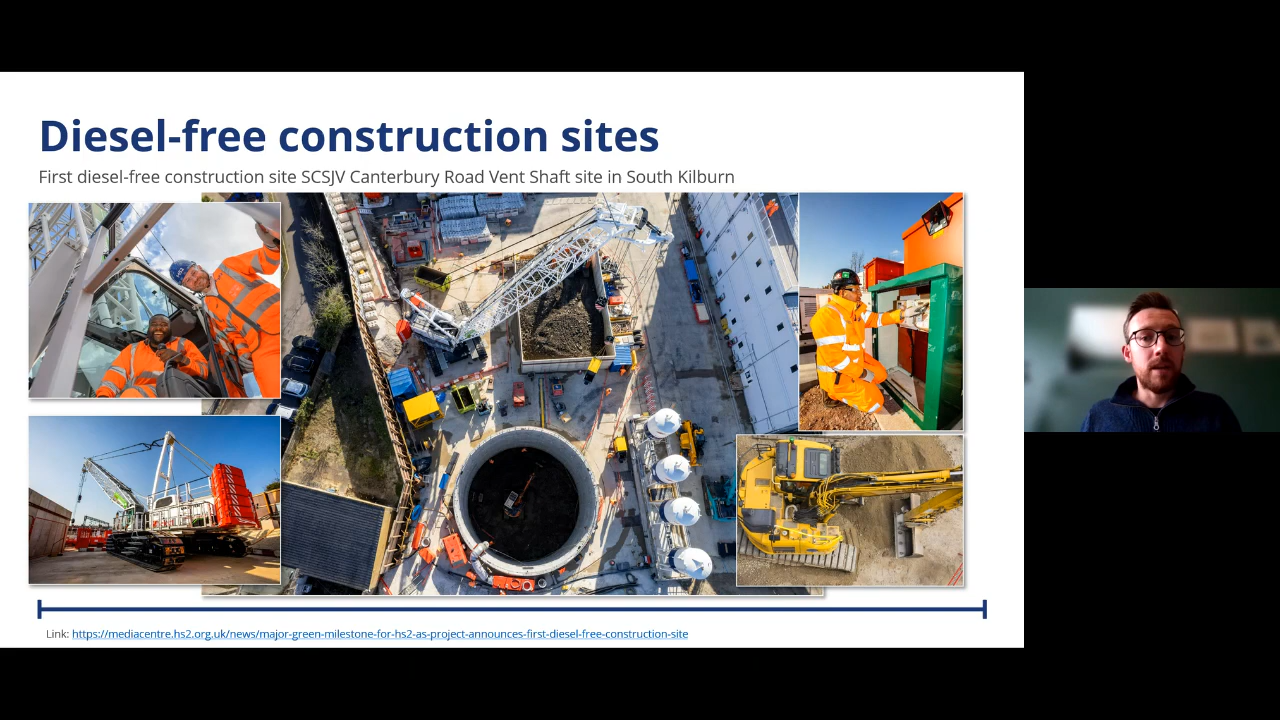 Diesel-free construction sites
First diesel-free construction site SCSJV Canterbury Road Vent Shaft site in South Kilburn
Link: https://mediacentre.hs2.org.uk/news/major-green-milestone-for-hs2-as-project-announces-first-diesel-free-construction-site